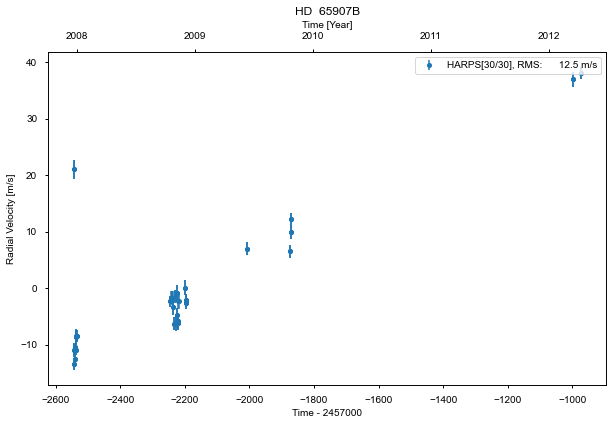 HD  65907B
Time [Year]
2008 2009 2010 2011 2012
HARPS[30/30], RMS:      12.5 m/s
40
30
20
10
0
−10
Radial Velocity [m/s]
−2600 −2400 −2200 −2000 −1800 −1600 −1400 −1200 −1000
Time - 2457000